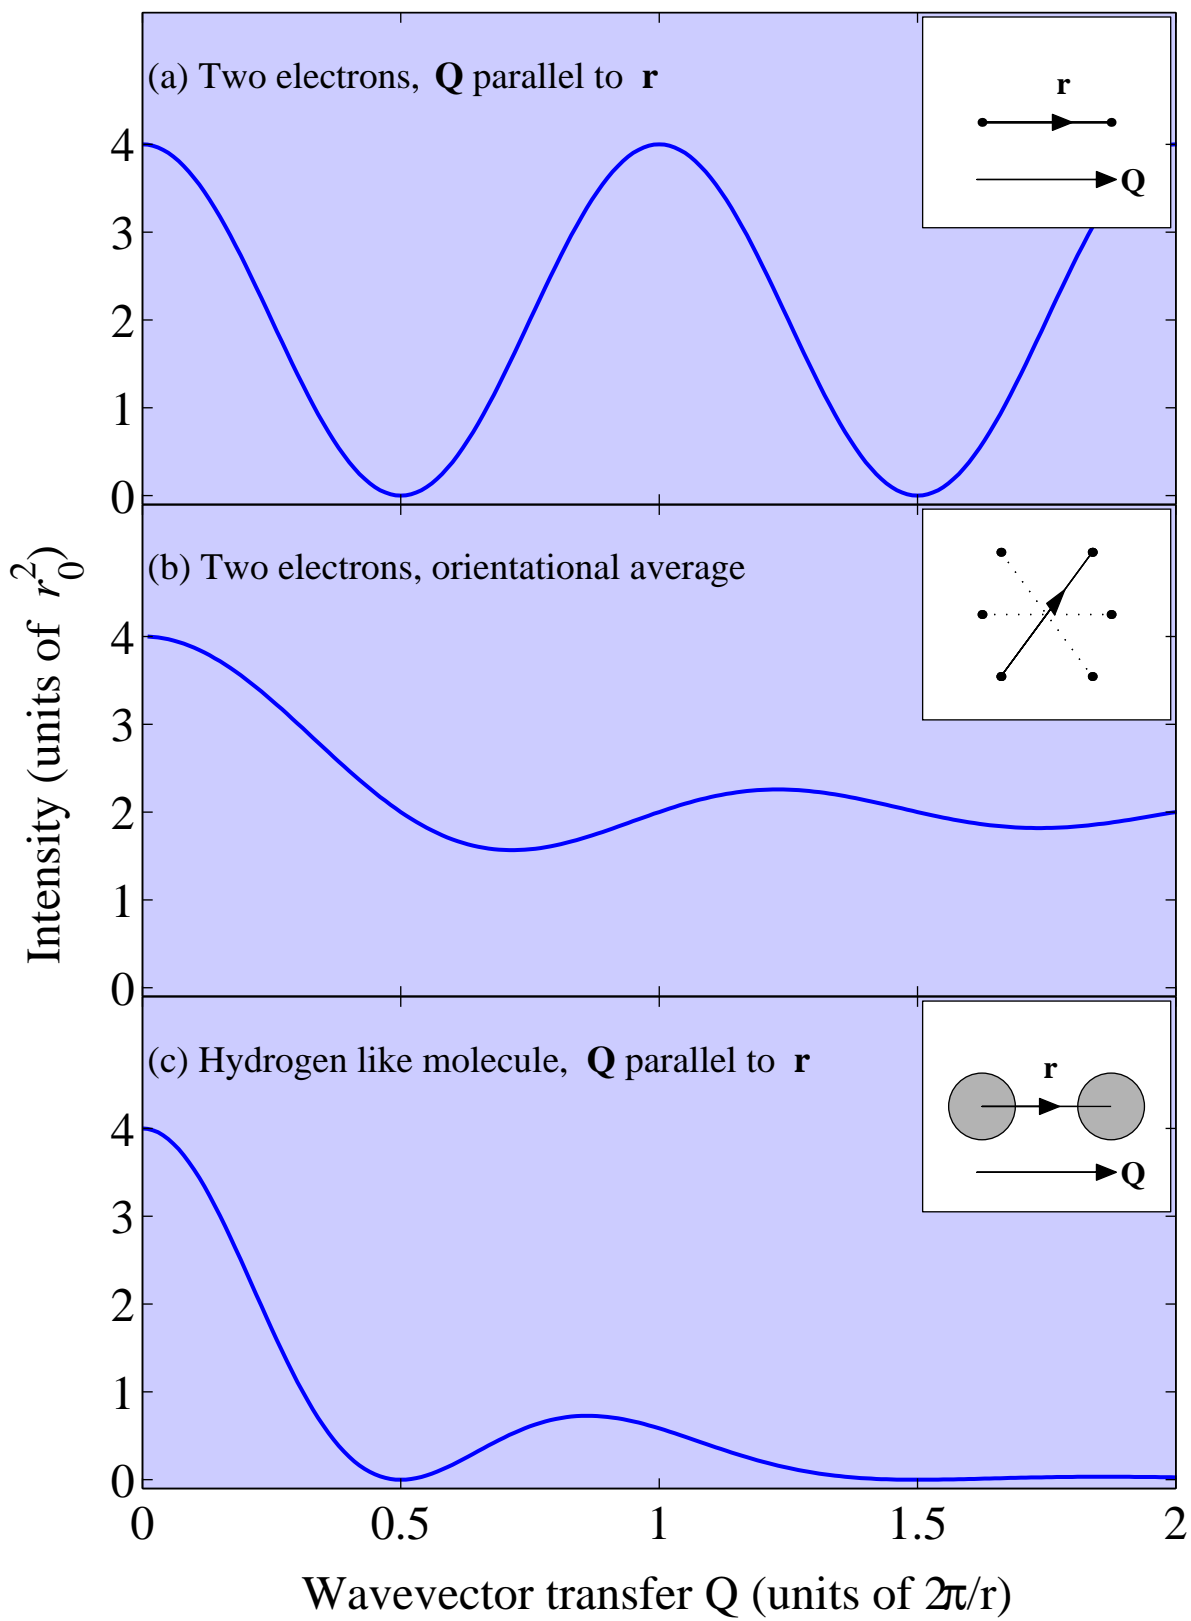 (a) Two electrons, Q parallel to r
r
Q
4
3
2
1
0
(b) Two electrons, orientational average
4
3
2
1
0
(c) Hydrogen like molecule, Q parallel to r
r
Q
4
3
2
1
0
Intensity (units of r₀²)
0 0.5 1 1.5 2
Wavevector transfer Q (units of 2π/r)